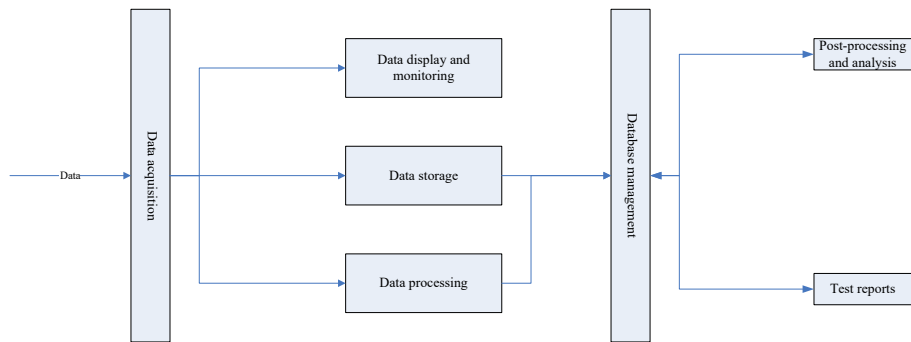 Data
Data acquisition
Data display and
monitoring
Data storage
Data processing
Database management
Post-processing
and analysis
Test reports